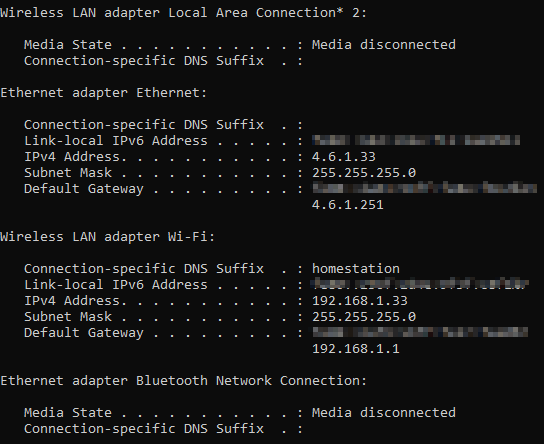 Wireless LAN adapter Local Area Connection* 2:
Media State . . . . . . . . . . . : Media disconnected
Connection-specific DNS Suffix  . :
Ethernet adapter Ethernet:
Connection-specific DNS Suffix  . :
Link-local IPv6 Address . . . . . :
IPv4 Address. . . . . . . . . . . : 4.6.1.33
Subnet Mask . . . . . . . . . . . : 255.255.255.0
Default Gateway . . . . . . . . . :
4.6.1.251
Wireless LAN adapter Wi-Fi:
Connection-specific DNS Suffix  . : homestation
Link-local IPv6 Address . . . . . :
IPv4 Address. . . . . . . . . . . : 192.168.1.33
Subnet Mask . . . . . . . . . . . : 255.255.255.0
Default Gateway . . . . . . . . . :
192.168.1.1
Ethernet adapter Bluetooth Network Connection:
Media State . . . . . . . . . . . : Media disconnected
Connection-specific DNS Suffix  . :